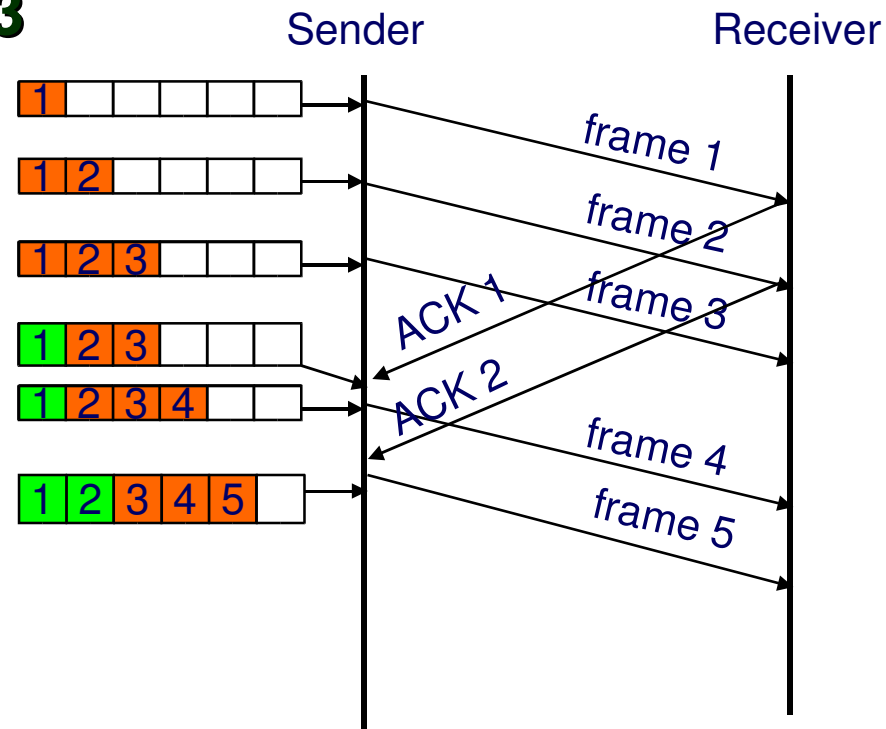 3
Sender Receiver
1
frame 1
1 2
frame 2
1 2 3
frame 3
ACK 1
1 2 3
1 2 3 4
ACK 2
frame 4
1 2 3 4 5
frame 5